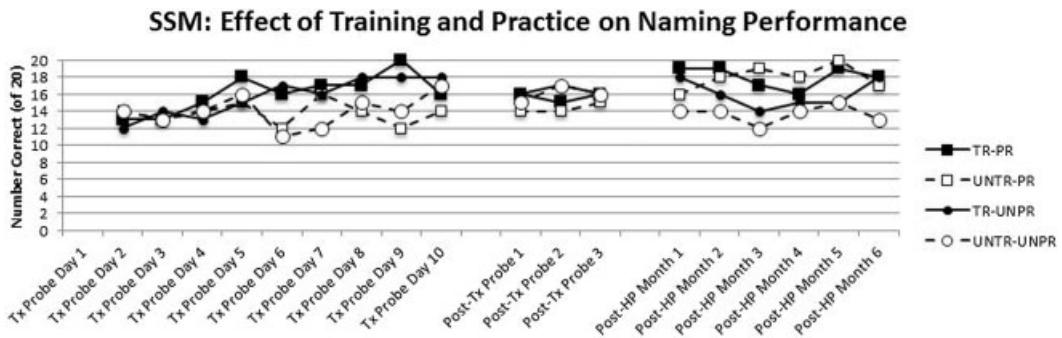 SSM: Effect of Training and Practice on Naming Performance
Number Correct (of 20)
20
18
16
14
12
10
8
6
4
2
0
Tx Probe Day 1
Tx Probe Day 2
Tx Probe Day 3
Tx Probe Day 4
Tx Probe Day 5
Tx Probe Day 6
Tx Probe Day 7
Tx Probe Day 8
Tx Probe Day 9
Tx Probe Day 10
Post-Tx Probe 1
Post-Tx Probe 2
Post-Tx Probe 3
Post-HP Month 1
Post-HP Month 2
Post-HP Month 3
Post-HP Month 4
Post-HP Month 5
Post-HP Month 6
TR-PR
UNTR-PR
TR-UNPR
UNTR-UNPR